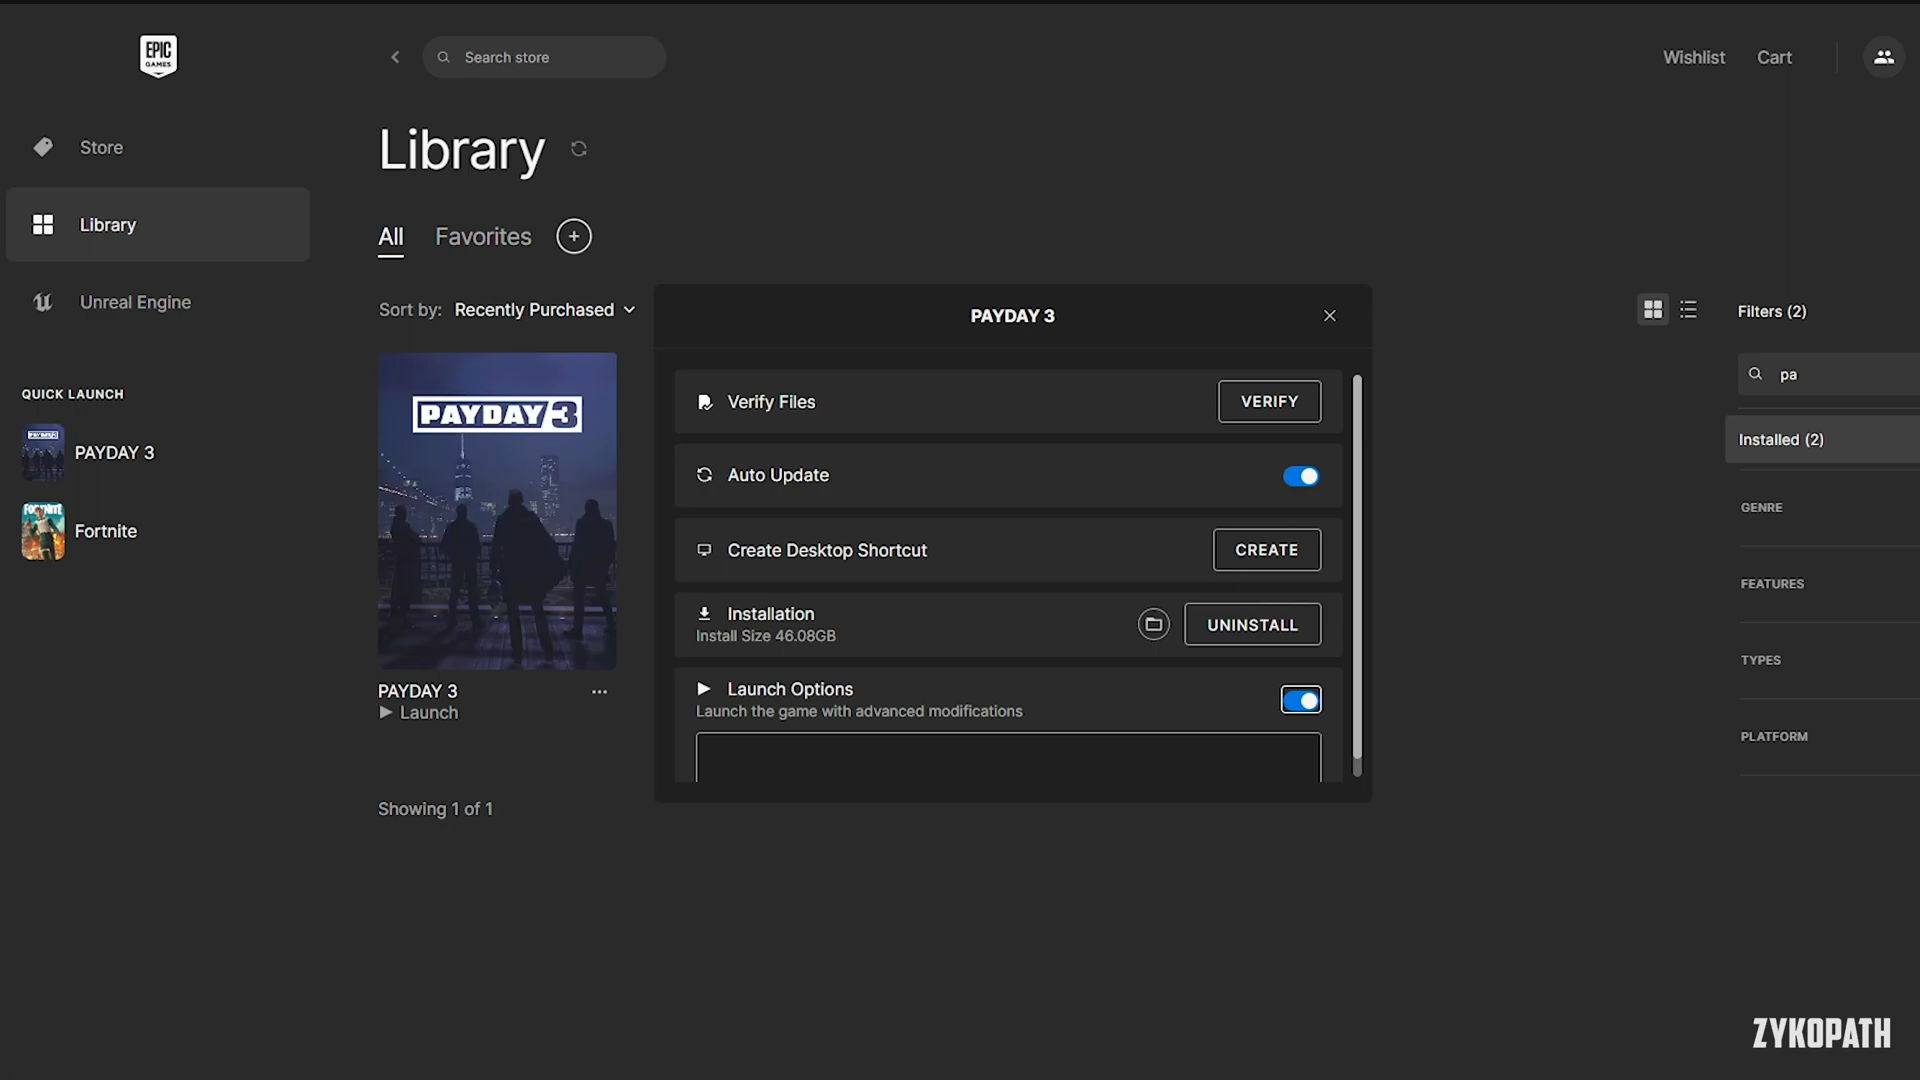 EPIC
GAMES
Search store
Wishlist
Cart
Store
Library
Unreal Engine
QUICK LAUNCH
PAYDAY 3
Fortnite
Library
All
Favorites
Sort by: Recently Purchased
PAYDAY 3
PAYDAY 3
Launch
Showing 1 of 1
PAYDAY 3
Verify Files
VERIFY
Auto Update
Create Desktop Shortcut
CREATE
Installation
Install Size 46.08GB
UNINSTALL
Launch Options
Launch the game with advanced modifications
Filters (2)
pa
Installed (2)
GENRE
FEATURES
TYPES
PLATFORM
ZYKOPATH